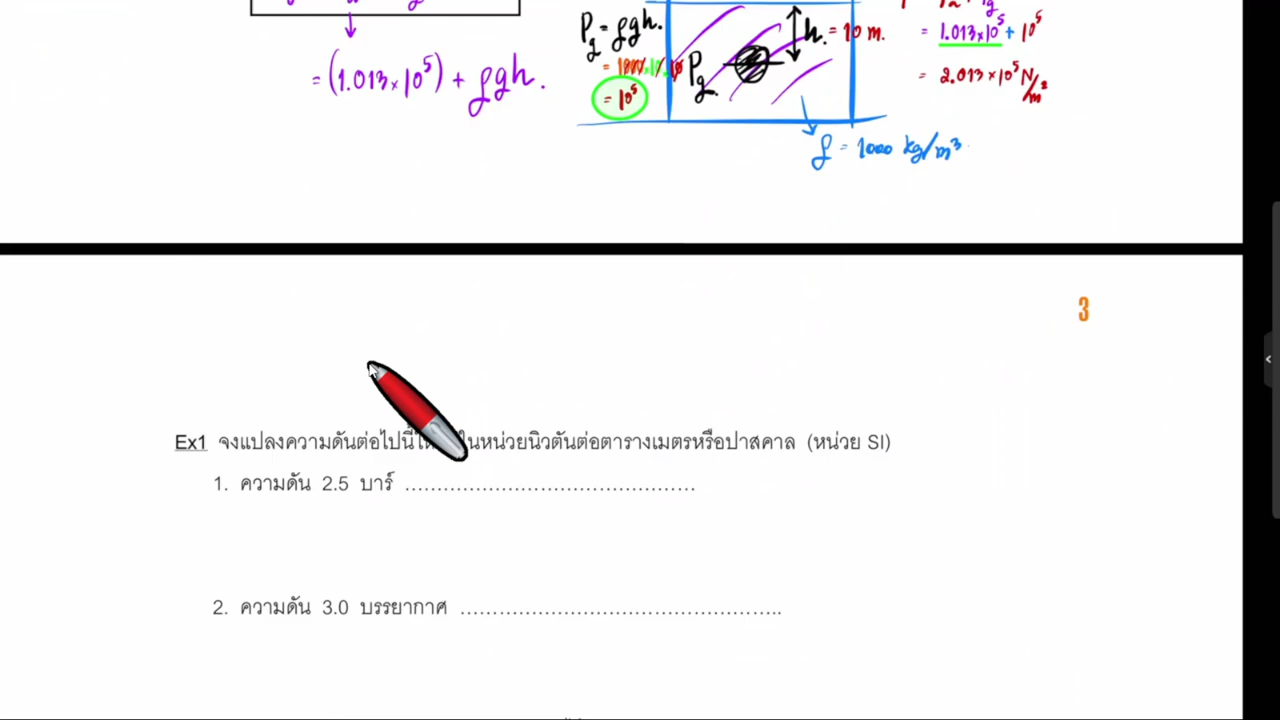 = (1.013×10⁵) + ρgh.
P_g = ρgh.
= 10⁵
P_g.
h. = 10 m.
ρ = 1000 kg/m³
= 1.013×10⁵ + 10⁵
= 2.013×10⁵ N/m²
3
Ex1 จงแปลงความดันต่อไปนี้ ในหน่วยนิวตันต่อตารางเมตรหรือปาสคาล (หน่วย SI)
1. ความดัน 2.5 บาร์ .............................................
2. ความดัน 3.0 บรรยากาศ ................................................